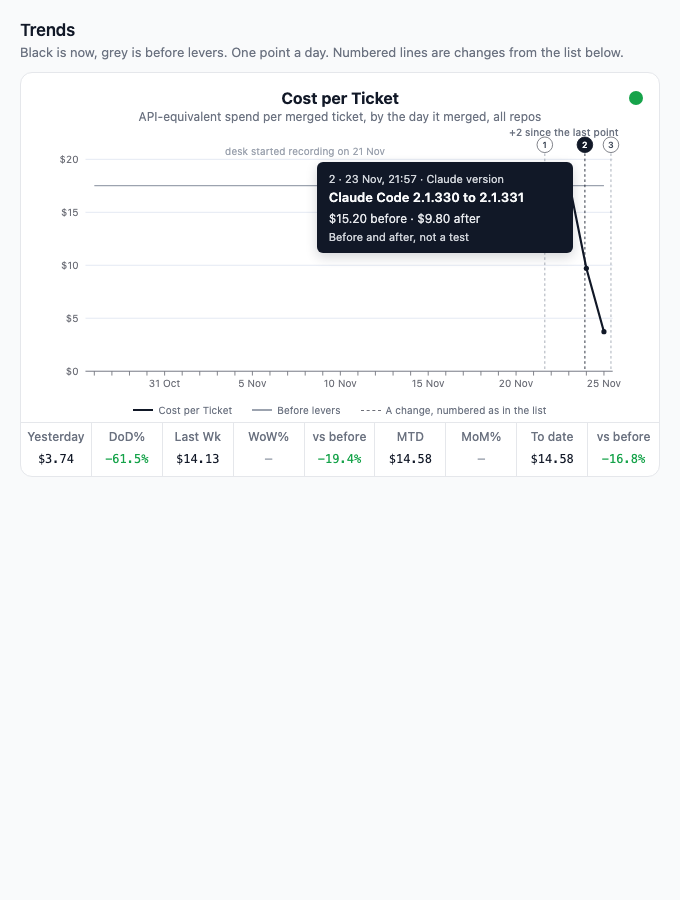 Trends
Black is now, grey is before levers. One point a day. Numbered lines are changes from the list below.
Cost per Ticket
API-equivalent spend per merged ticket, by the day it merged, all repos
+2 since the last point
1 2 3
desk started recording on 21 Nov
$20
2 · 23 Nov, 21:57 · Claude version
Claude Code 2.1.330 to 2.1.331
$15.20 before · $9.80 after
Before and after, not a test
$15
$10
$5
$0
31 Oct 5 Nov 10 Nov 15 Nov 20 Nov 25 Nov
Cost per Ticket Before levers A change, numbered as in the list
Yesterday DoD% Last Wk WoW% vs before MTD MoM% To date vs before
$3.74 −61.5% $14.13 — −19.4% $14.58 — $14.58 −16.8%